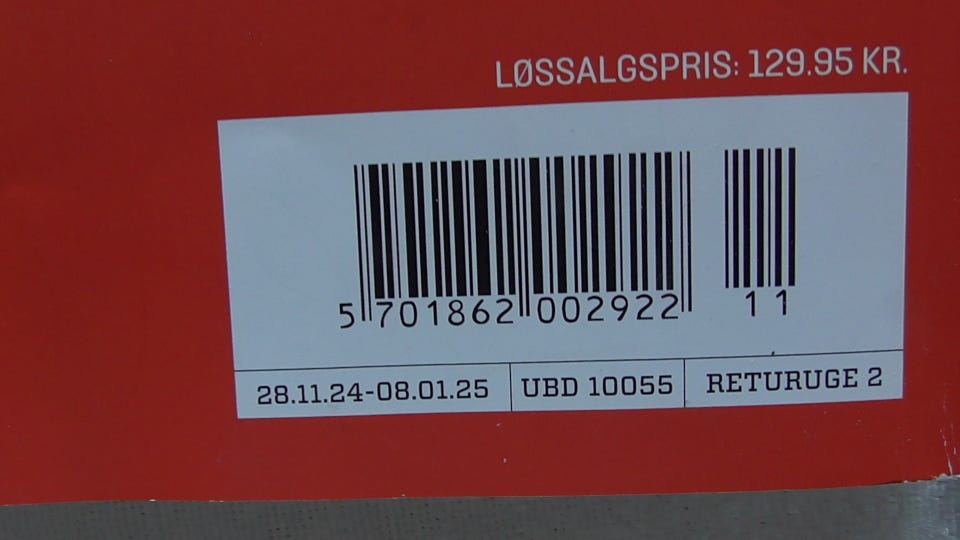 LØSSALGSPRIS: 129.95 KR.
5 701862 002922 11
28.11.24-08.01.25 UBD 10055 RETURUGE 2